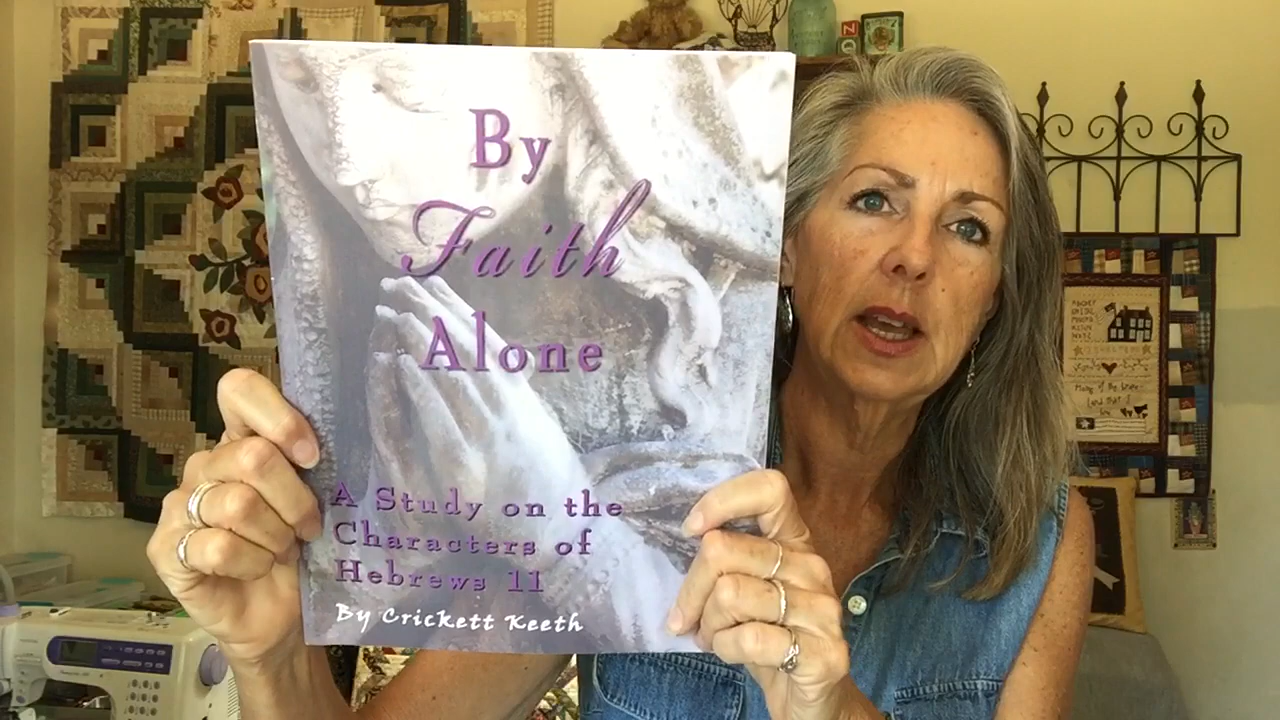 By
Faith
Alone
A Study on the
Characters of
Hebrews 11
By Crickett Keeth